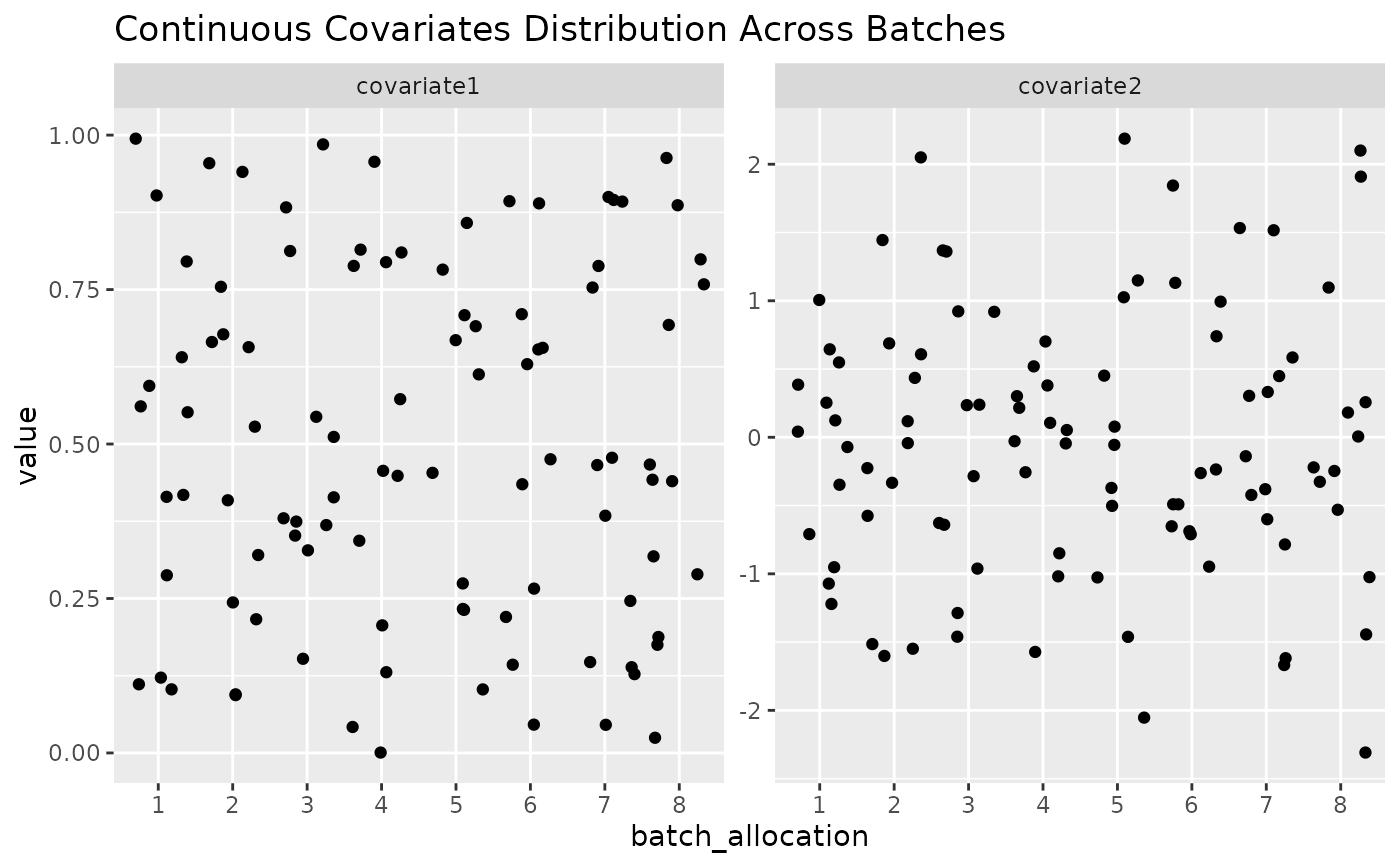 Continuous Covariates Distribution Across Batches
covariate1
covariate2
value
1.00
0.75
0.50
0.25
0.00
2
1
0
-1
-2
1 2 3 4 5 6 7 8
1 2 3 4 5 6 7 8
batch_allocation